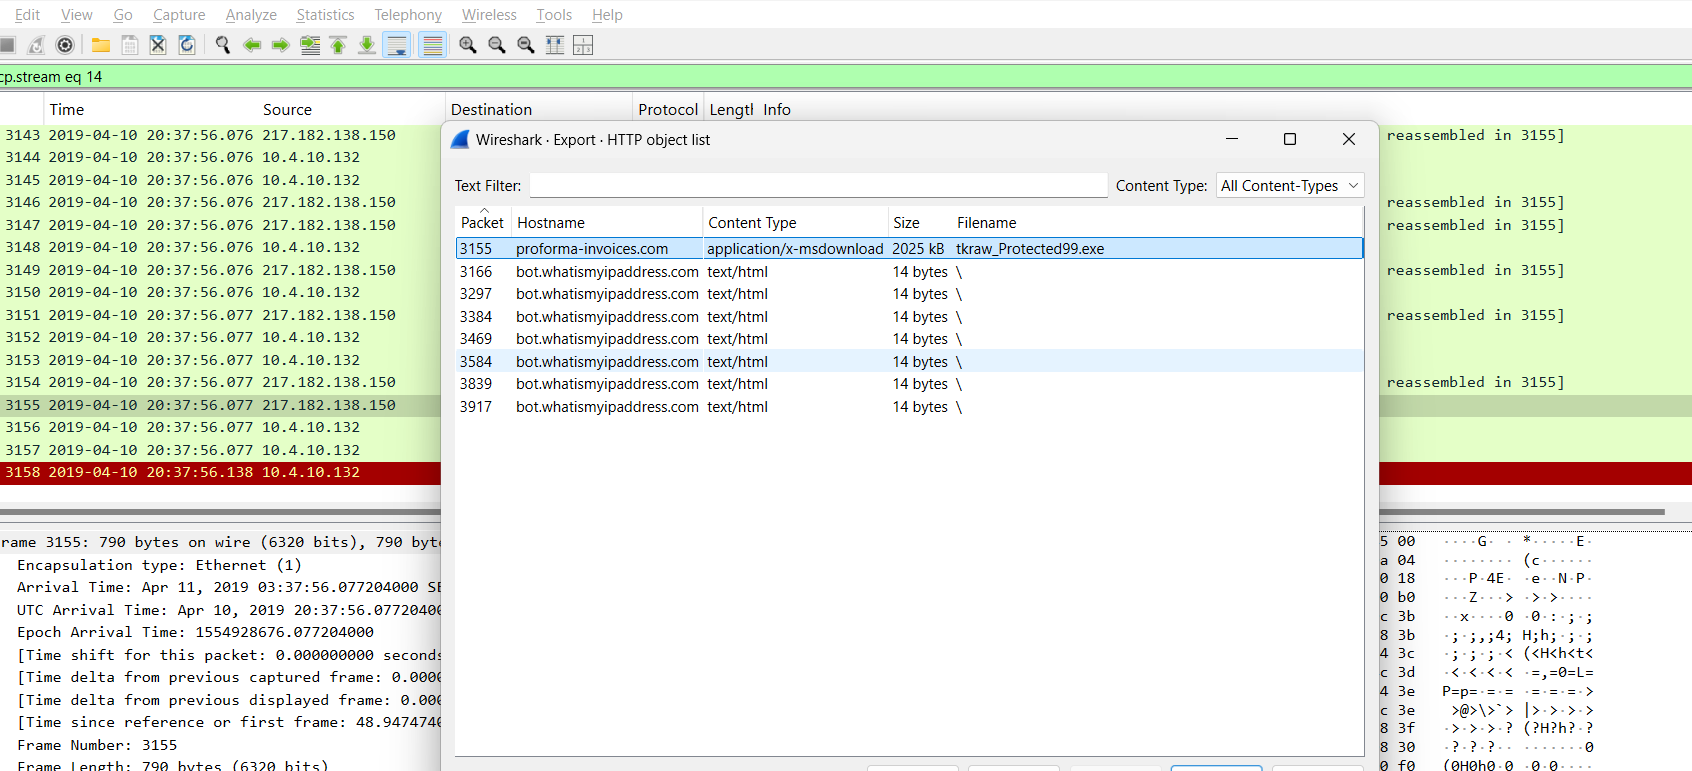 Edit View Go Capture Analyze Statistics Telephony Wireless Tools Help
cp.stream eq 14
Time Source Destination Protocol Lengtl Info
3143 2019-04-10 20:37:56.076 217.182.138.150 reassembled in 3155]
3144 2019-04-10 20:37:56.076 10.4.10.132
3145 2019-04-10 20:37:56.076 10.4.10.132
3146 2019-04-10 20:37:56.076 217.182.138.150 reassembled in 3155]
3147 2019-04-10 20:37:56.076 217.182.138.150 reassembled in 3155]
3148 2019-04-10 20:37:56.076 10.4.10.132
3149 2019-04-10 20:37:56.076 217.182.138.150 reassembled in 3155]
3150 2019-04-10 20:37:56.076 10.4.10.132
3151 2019-04-10 20:37:56.077 217.182.138.150 reassembled in 3155]
3152 2019-04-10 20:37:56.077 10.4.10.132
3153 2019-04-10 20:37:56.077 10.4.10.132
3154 2019-04-10 20:37:56.077 217.182.138.150 reassembled in 3155]
3155 2019-04-10 20:37:56.077 217.182.138.150
3156 2019-04-10 20:37:56.077 10.4.10.132
3157 2019-04-10 20:37:56.077 10.4.10.132
3158 2019-04-10 20:37:56.138 10.4.10.132
Wireshark · Export · HTTP object list
Text Filter: Content Type: All Content-Types
Packet Hostname Content Type Size Filename
3155 proforma-invoices.com application/x-msdownload 2025 kB tkraw_Protected99.exe
3166 bot.whatismyipaddress.com text/html 14 bytes \
3297 bot.whatismyipaddress.com text/html 14 bytes \
3384 bot.whatismyipaddress.com text/html 14 bytes \
3469 bot.whatismyipaddress.com text/html 14 bytes \
3584 bot.whatismyipaddress.com text/html 14 bytes \
3839 bot.whatismyipaddress.com text/html 14 bytes \
3917 bot.whatismyipaddress.com text/html 14 bytes \
rame 3155: 790 bytes on wire (6320 bits), 790 byt
Encapsulation type: Ethernet (1)
Arrival Time: Apr 11, 2019 03:37:56.077204000 SE
UTC Arrival Time: Apr 10, 2019 20:37:56.07720400
Epoch Arrival Time: 1554928676.077204000
[Time shift for this packet: 0.000000000 seconds
[Time delta from previous captured frame: 0.000
[Time delta from previous displayed frame: 0.00
[Time since reference or first frame: 48.9474740
Frame Number: 3155
Frame Length: 790 bytes (6320 bits)
5 00 ····G· · *·····E·
a 04 ········ (c······
0 18 ···P·4E· ·e··N·P·
0 b0 ···Z···> ·>·>····
c 3b ··x····0 ·0·:·;·;
8 3b ·;·;,;4; H;h;·;·;
4 3c ·;·;·;·< (<H<h<t<
c 3d ·<·<·<·< ·=,=0=L=
4 3e P=p=·=·= ·=·=·=·>
c 3e ·>@>\>`> |>·>·>·>
8 3f ·>·>·>·? (?H?h?·?
8 30 ·?·?·?·· ·······0
0 f0 (0H0h0·0 ·0·0····